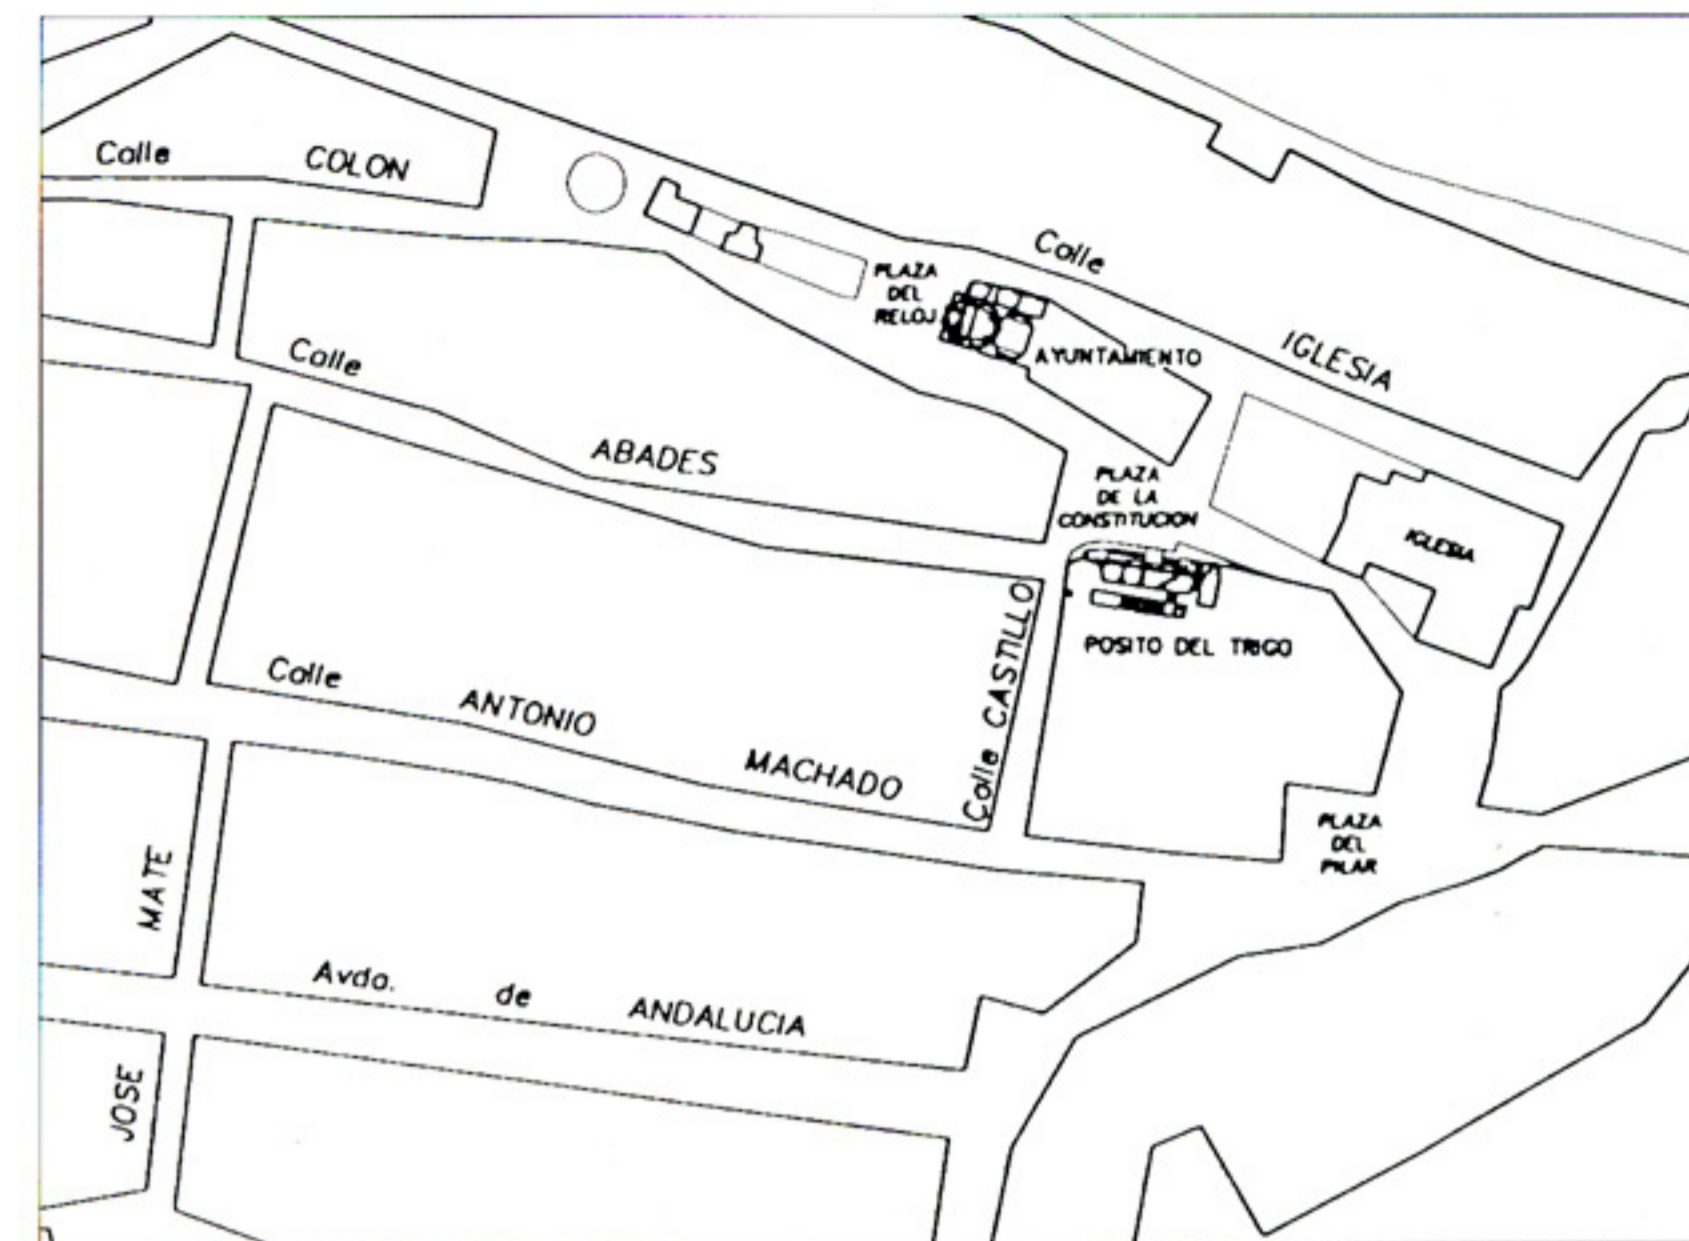 Calle COLON
Calle IGLESIA
PLAZA
DEL
RELOJ
AYUNTAMIENTO
Calle ABADES
PLAZA
DE LA
CONSTITUCION
IGLESIA
POSITO DEL TRIGO
Calle CASTILLO
Calle ANTONIO MACHADO
PLAZA
DEL
PILAR
JOSE MATE
Avda. de ANDALUCIA